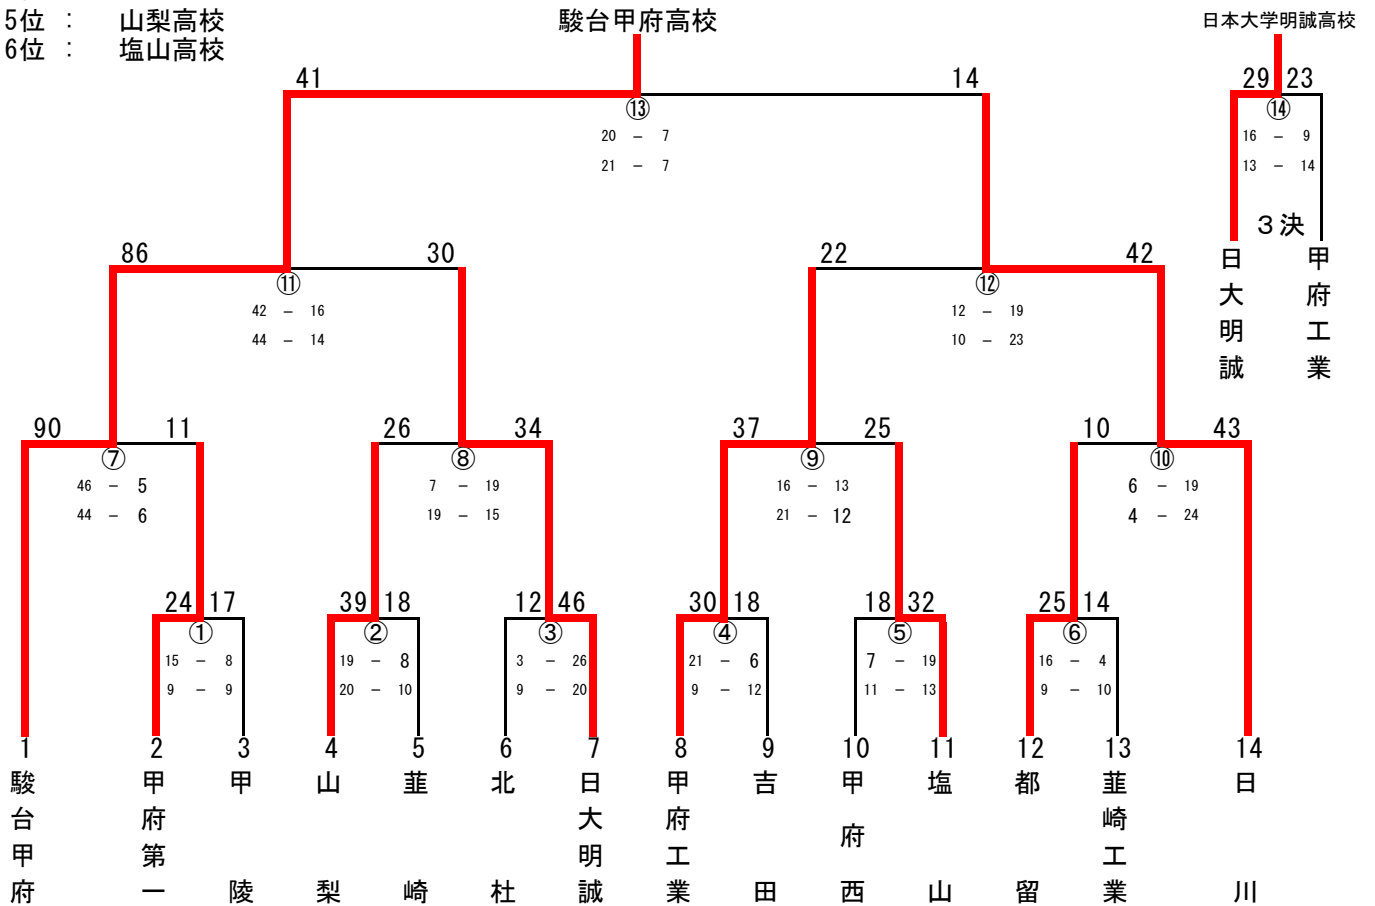 5位 : 山梨高校
6位 : 塩山高校
駿台甲府高校
日本大学明誠高校
41 14
⑬
20 － 7
21 － 7
29 23
⑭
16 － 9
13 － 14
３決
日大明誠
甲府工業
86 30
⑪
42 － 16
44 － 14
22 42
⑫
12 － 19
10 － 23
90 11
⑦
46 － 5
44 － 6
26 34
⑧
7 － 19
19 － 15
37 25
⑨
16 － 13
21 － 12
10 43
⑩
6 － 19
4 － 24
24 17
①
15 － 8
9 － 9
39 18
②
19 － 8
20 － 10
12 46
③
3 － 26
9 － 20
30 18
④
21 － 6
9 － 12
18 32
⑤
7 － 19
11 － 13
25 14
⑥
16 － 4
9 － 10
1 2 3 4 5 6 7 8 9 10 11 12 13 14
駿台甲府
甲府第一
甲陵
山梨
韮崎
北杜
日大明誠
甲府工業
吉田
甲府西
塩山
都留
韮崎工業
日川